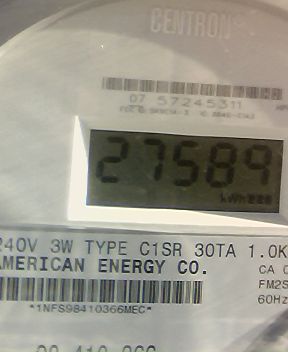 CENTRON
07 57245311
27589
kWh
240V 3W TYPE C1SR 30TA 1.0K
AMERICAN ENERGY CO.
CA 0
FM2S
60Hz
*1NFS98410366MEC*